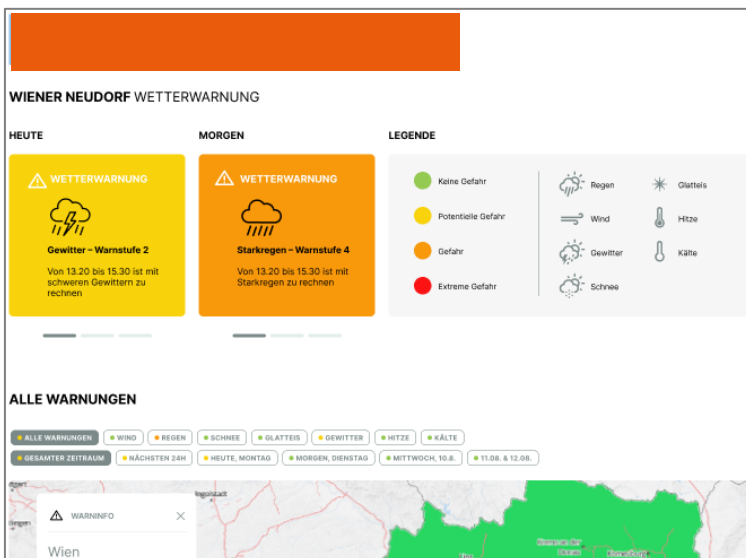 WIENER NEUDORF WETTERWARNUNG
HEUTE
MORGEN
LEGENDE
WETTERWARNUNG
Gewitter – Warnstufe 2
Von 13.20 bis 15.30 ist mit
schweren Gewittern zu
rechnen
WETTERWARNUNG
Starkregen – Warnstufe 4
Von 13.20 bis 15.30 ist mit
Starkregen zu rechnen
Keine Gefahr
Potentielle Gefahr
Gefahr
Extreme Gefahr
Regen
Wind
Gewitter
Schnee
Glatteis
Hitze
Kälte
ALLE WARNUNGEN
ALLE WARNUNGEN
WIND
REGEN
SCHNEE
GLATTEIS
GEWITTER
HITZE
KÄLTE
GESAMTER ZEITRAUM
NÄCHSTEN 24H
HEUTE, MONTAG
MORGEN, DIENSTAG
MITTWOCH, 10.8.
11.08. & 12.08.
WARNINFO
Wien